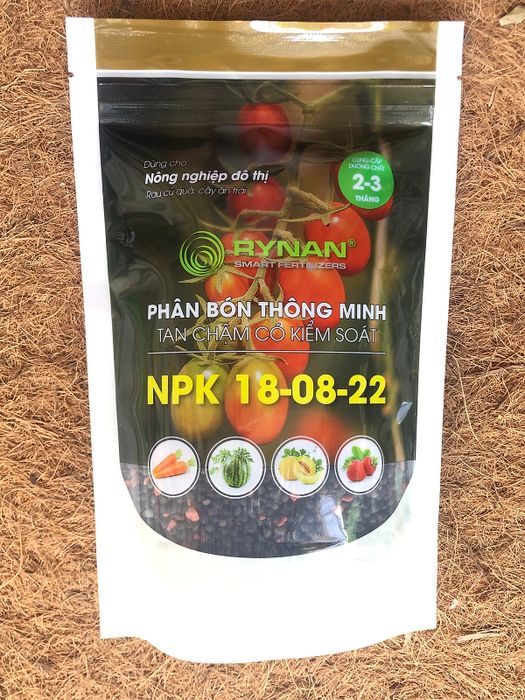 Dùng cho
Nông nghiệp đô thị
Rau củ quả, cây ăn trái
CUNG CẤP
DƯỠNG CHẤT
2-3
THÁNG
RYNAN®
SMART FERTILIZERS
PHÂN BÓN THÔNG MINH
TAN CHẬM CÓ KIỂM SOÁT
NPK 18-08-22